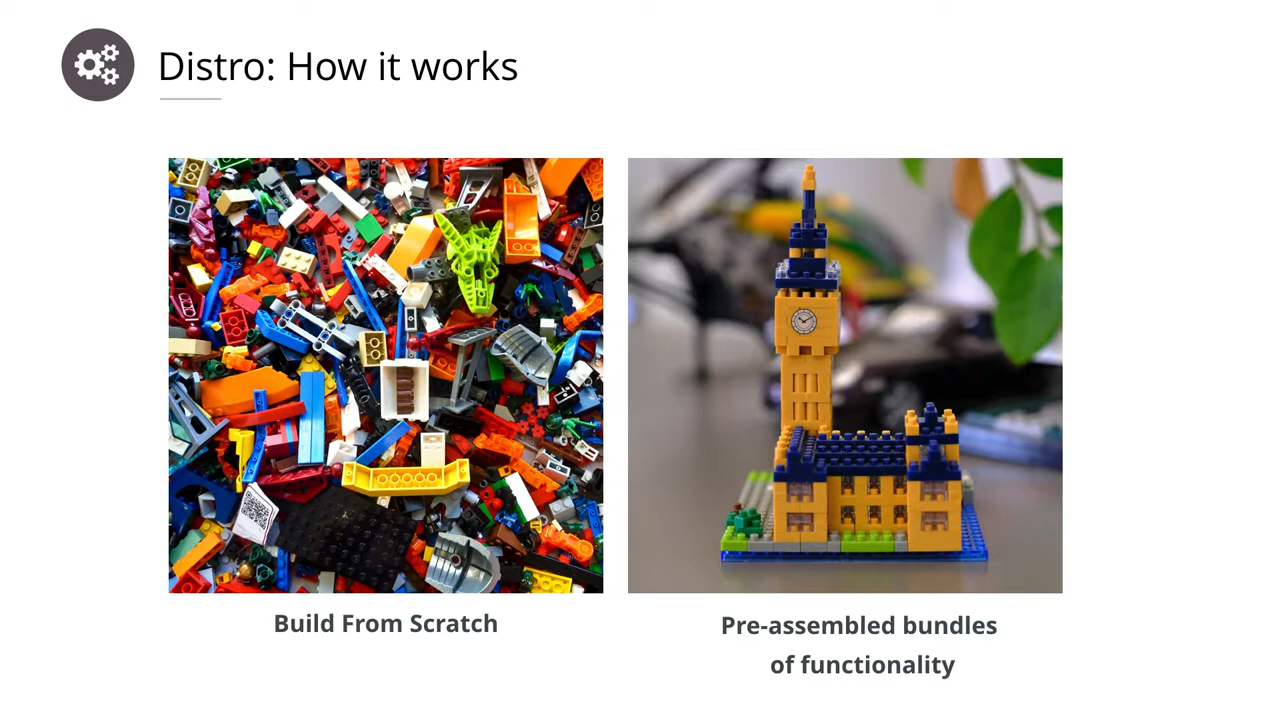 Distro: How it works
Build From Scratch
Pre-assembled bundles
of functionality